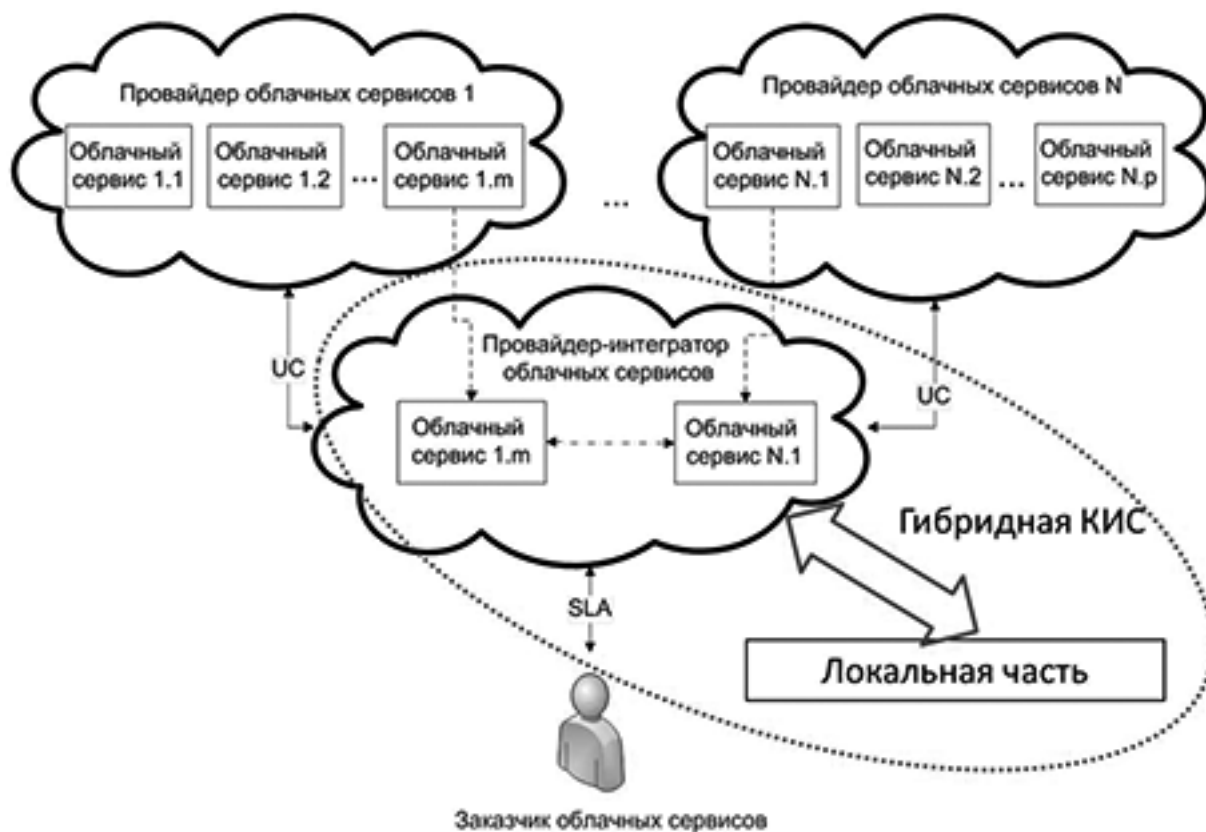 Провайдер облачных сервисов 1
Облачный
сервис 1.1
Облачный
сервис 1.2
...
Облачный
сервис 1.m
...
Провайдер облачных сервисов N
Облачный
сервис N.1
Облачный
сервис N.2
...
Облачный
сервис N.p
UC
Провайдер-интегратор
облачных сервисов
UC
Облачный
сервис 1.m
Облачный
сервис N.1
Гибридная КИС
SLA
Локальная часть
Заказчик облачных сервисов